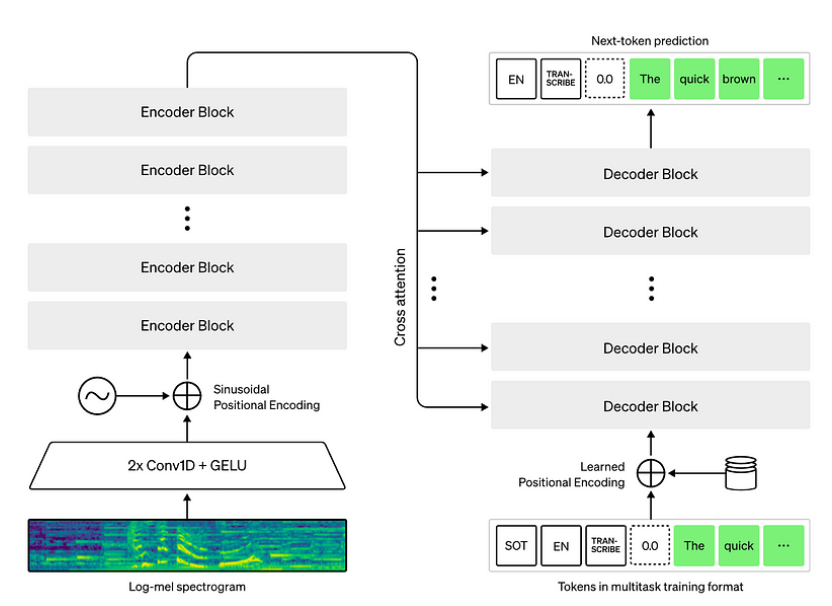 Next-token prediction
EN TRAN-SCRIBE 0.0 The quick brown ...
Encoder Block
Encoder Block
Encoder Block
Encoder Block
Sinusoidal
Positional Encoding
2x Conv1D + GELU
Log-mel spectrogram
Cross attention
Decoder Block
Decoder Block
Decoder Block
Decoder Block
Learned
Positional Encoding
SOT EN TRAN-SCRIBE 0.0 The quick ...
Tokens in multitask training format